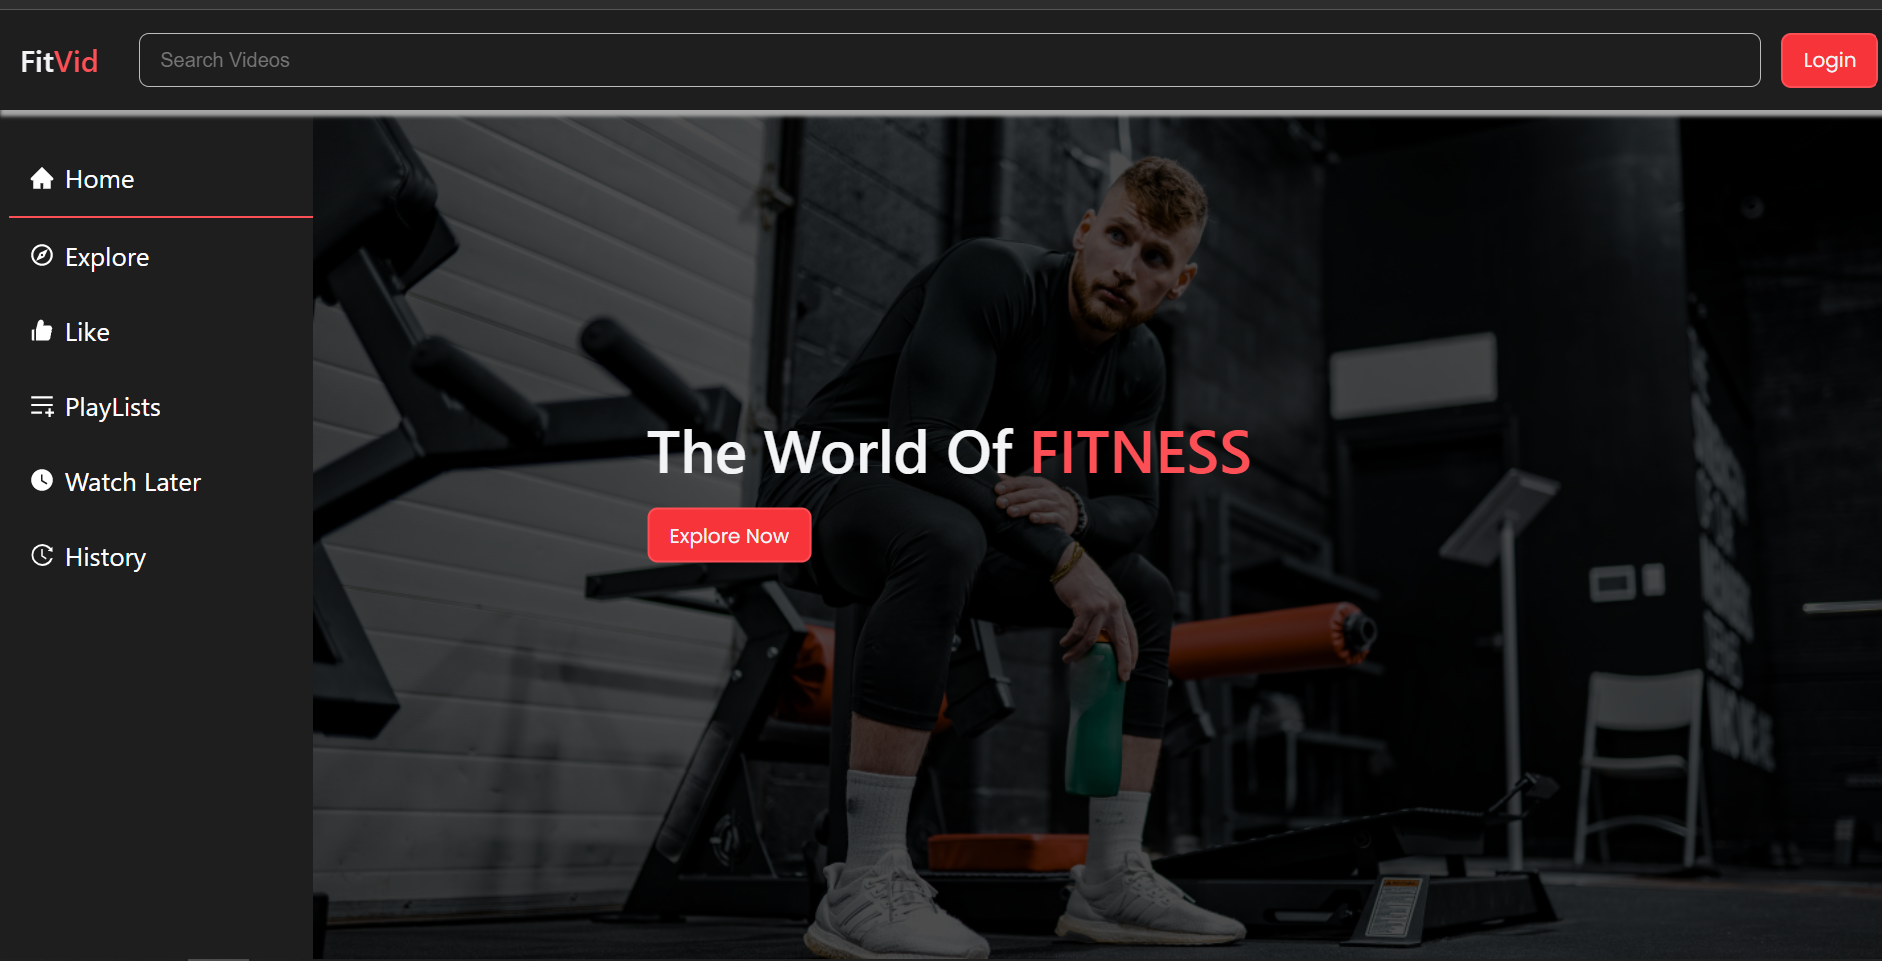 FitVid
Search Videos
Login
Home
Explore
Like
PlayLists
Watch Later
History
The World Of FITNESS
Explore Now